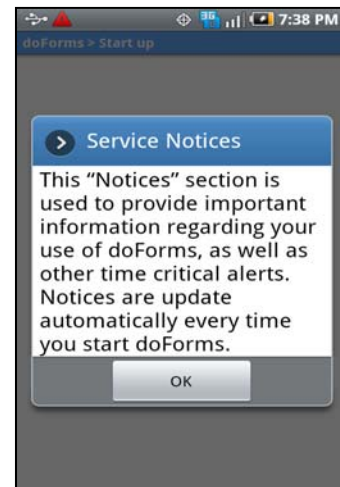 3G 7:38 PM
doForms > Start up
Service Notices
This “Notices” section is
used to provide important
information regarding your
use of doForms, as well as
other time critical alerts.
Notices are update
automatically every time
you start doForms.
OK